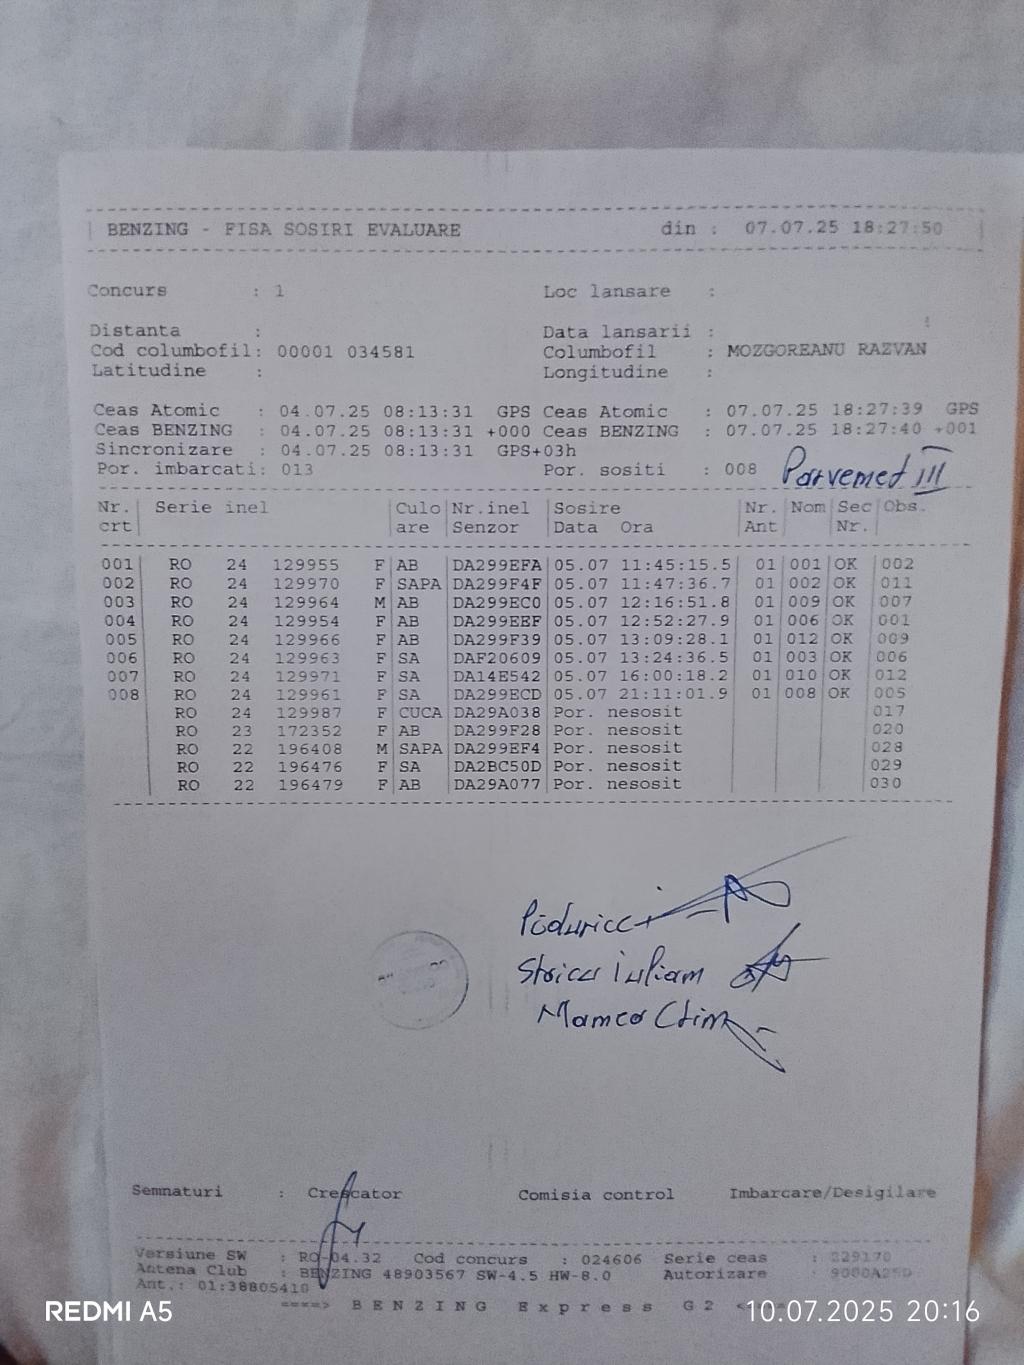 BENZING - FISA SOSIRI EVALUARE din : 07.07.25 18:27:50
Concurs : 1 Loc lansare :
Distanta : Data lansarii :
Cod columbofil: 00001 034581 Columbofil : MOZGOREANU RAZVAN
Latitudine : Longitudine :
Ceas Atomic : 04.07.25 08:13:31 GPS Ceas Atomic : 07.07.25 18:27:39 GPS
Ceas BENZING : 04.07.25 08:13:31 +000 Ceas BENZING : 07.07.25 18:27:40 +001
Sincronizare : 04.07.25 08:13:31 GPS+03h
Por. imbarcati: 013 Por. sositi : 008 Parvemed III
Nr. Serie inel Culo Nr.inel Sosire Nr. Nom Sec Obs.
crt are Senzor Data Ora Ant Nr.
001 RO 24 129955 F AB DA299EFA 05.07 11:45:15.5 01 001 OK 002
002 RO 24 129970 F SAPA DA299F4F 05.07 11:47:36.7 01 002 OK 011
003 RO 24 129964 M AB DA299EC0 05.07 12:16:51.8 01 009 OK 007
004 RO 24 129954 F AB DA299EEF 05.07 12:52:27.9 01 006 OK 001
005 RO 24 129966 F AB DA299F39 05.07 13:09:28.1 01 012 OK 009
006 RO 24 129963 F SA DAF20609 05.07 13:24:36.5 01 003 OK 006
007 RO 24 129971 F SA DA14E542 05.07 16:00:18.2 01 010 OK 012
008 RO 24 129961 F SA DA299ECD 05.07 21:11:01.9 01 008 OK 005
RO 24 129987 F CUCA DA29A038 Por. nesosit 017
RO 23 172352 F AB DA299F28 Por. nesosit 020
RO 22 196408 M SAPA DA299EF4 Por. nesosit 028
RO 22 196476 F SA DA2BC50D Por. nesosit 029
RO 22 196479 F AB DA29A077 Por. nesosit 030
Stoica Iulian
Semnaturi : Crescator Comisia control Imbarcare/Desigilare
Versiune SW : RO-04.32 Cod concurs : 024606 Serie ceas : 229170
Antena Club : BENZING 48903567 SW-4.5 HW-8.0 Autorizare :
Ant.: 01:38805410
====> BENZING Express G2
REDMI A5 10.07.2025 20:16